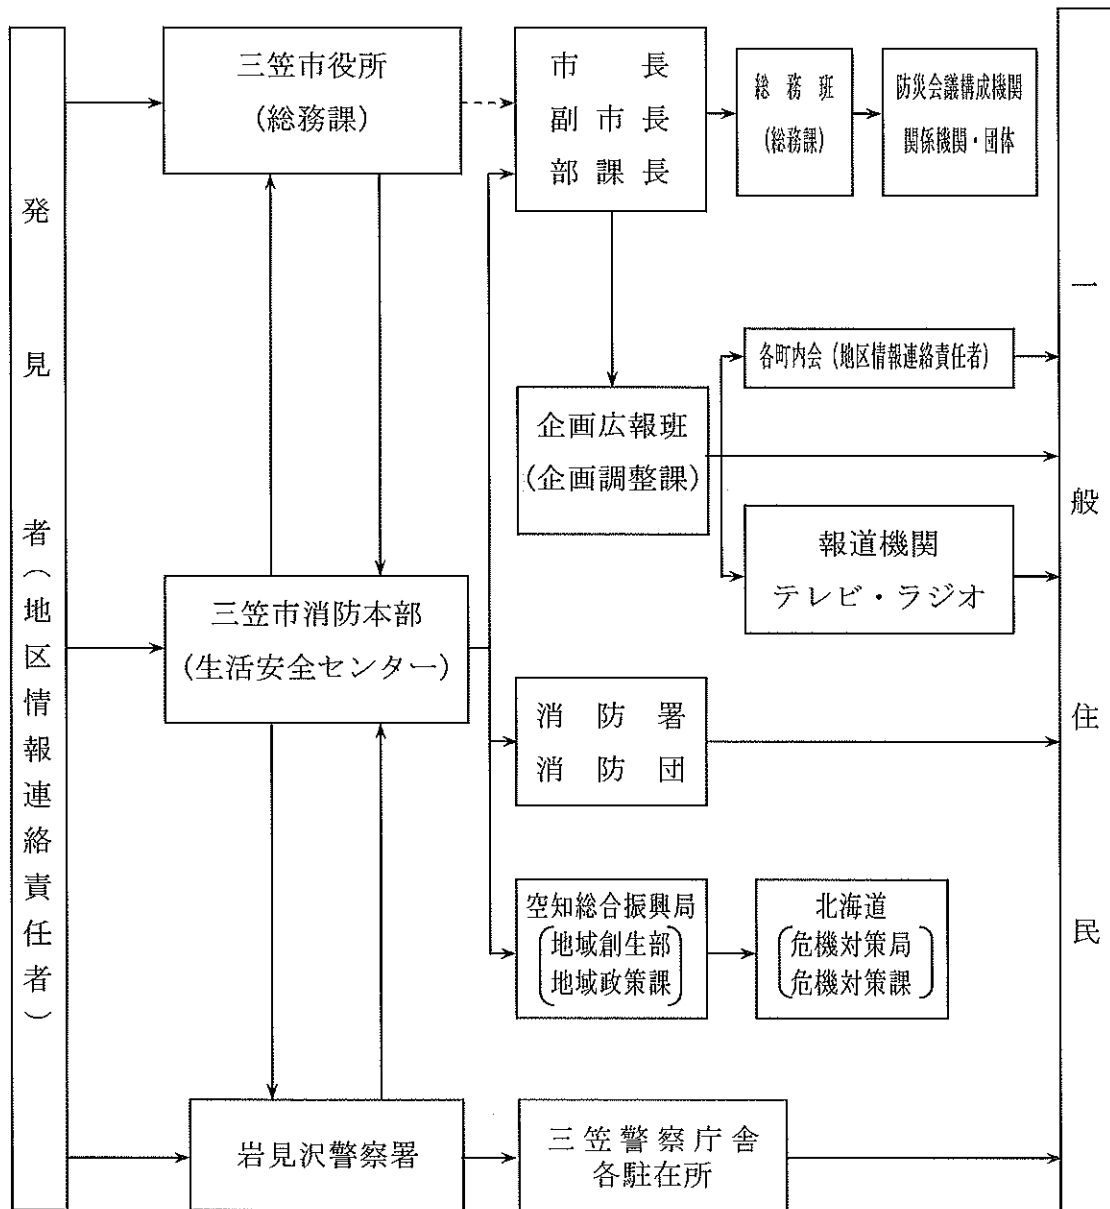 発見者（地区情報連絡責任者）
三笠市役所
(総務課)
市長
副市長
部課長
総務班
(総務課)
防災会議構成機関
関係機関・団体
各町内会（地区情報連絡責任者）
企画広報班
(企画調整課)
報道機関
テレビ・ラジオ
三笠市消防本部
(生活安全センター)
消防署
消防団
空知総合振興局
地域創生部
地域政策課
北海道
危機対策局
危機対策課
岩見沢警察署
三笠警察庁舎
各駐在所
一般住民